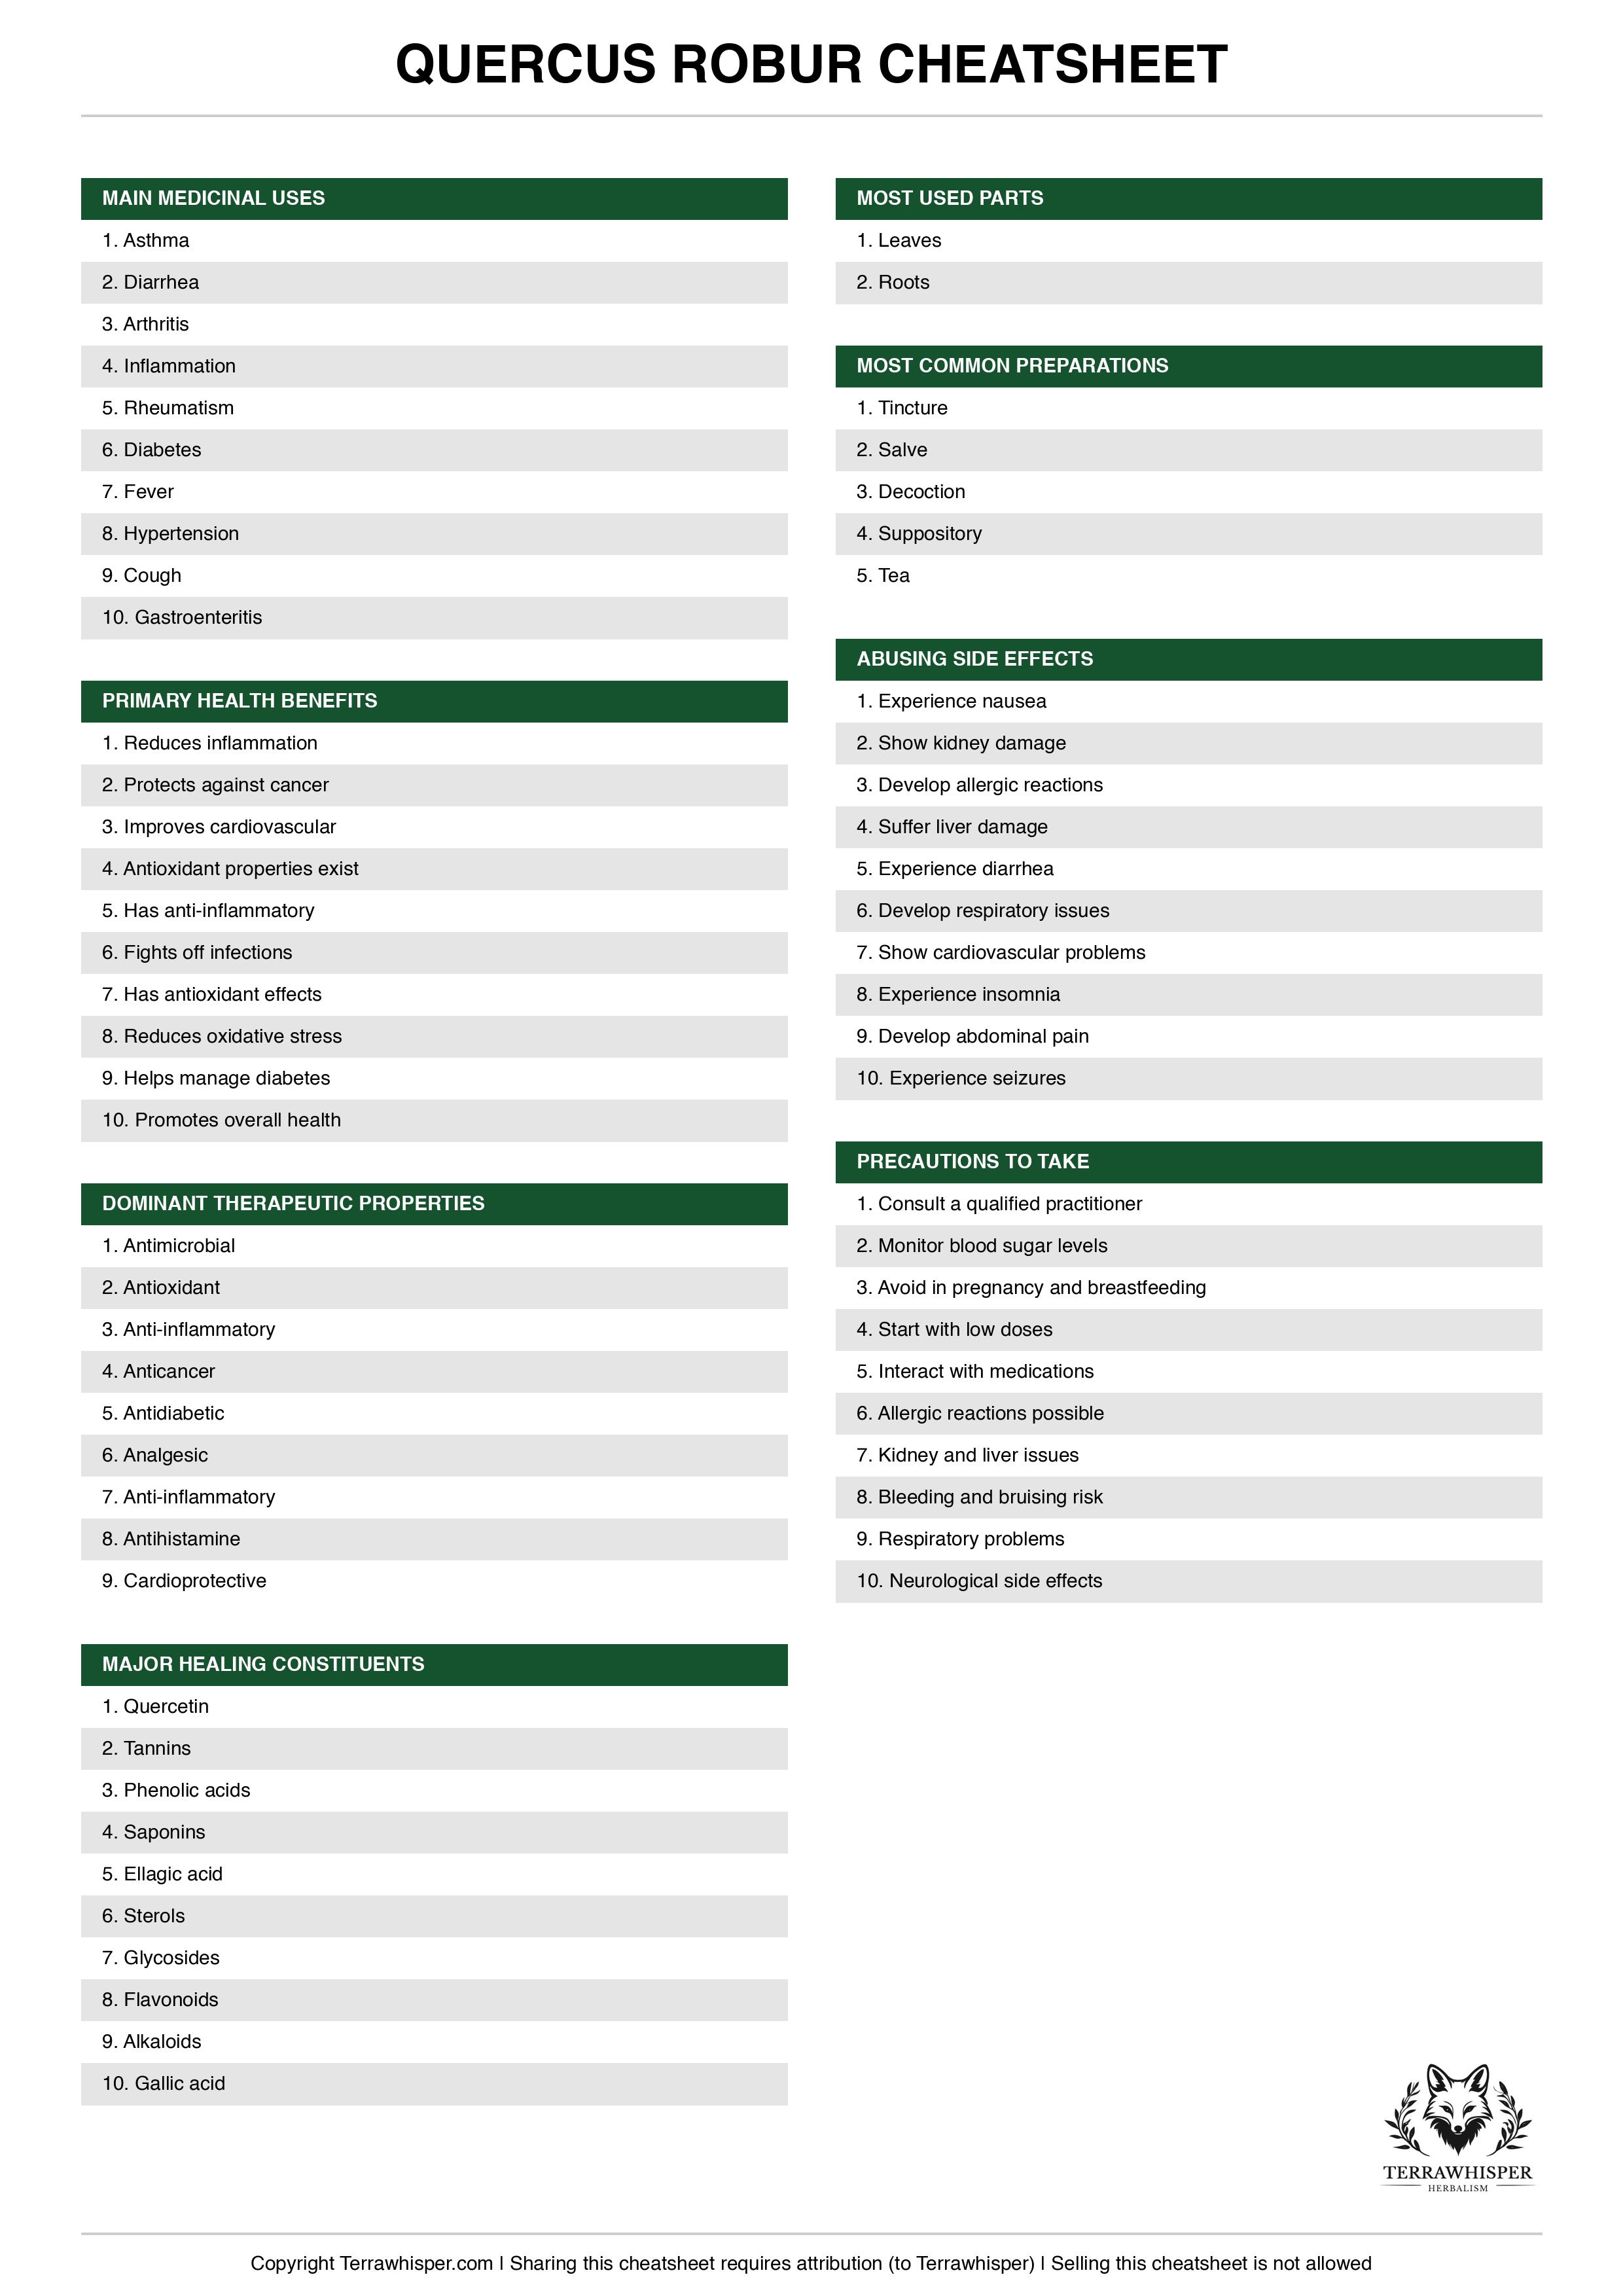 QUERCUS ROBUR CHEATSHEET
MAIN MEDICINAL USES
1. Asthma
2. Diarrhea
3. Arthritis
4. Inflammation
5. Rheumatism
6. Diabetes
7. Fever
8. Hypertension
9. Cough
10. Gastroenteritis
PRIMARY HEALTH BENEFITS
1. Reduces inflammation
2. Protects against cancer
3. Improves cardiovascular
4. Antioxidant properties exist
5. Has anti-inflammatory
6. Fights off infections
7. Has antioxidant effects
8. Reduces oxidative stress
9. Helps manage diabetes
10. Promotes overall health
DOMINANT THERAPEUTIC PROPERTIES
1. Antimicrobial
2. Antioxidant
3. Anti-inflammatory
4. Anticancer
5. Antidiabetic
6. Analgesic
7. Anti-inflammatory
8. Antihistamine
9. Cardioprotective
MAJOR HEALING CONSTITUENTS
1. Quercetin
2. Tannins
3. Phenolic acids
4. Saponins
5. Ellagic acid
6. Sterols
7. Glycosides
8. Flavonoids
9. Alkaloids
10. Gallic acid
MOST USED PARTS
1. Leaves
2. Roots
MOST COMMON PREPARATIONS
1. Tincture
2. Salve
3. Decoction
4. Suppository
5. Tea
ABUSING SIDE EFFECTS
1. Experience nausea
2. Show kidney damage
3. Develop allergic reactions
4. Suffer liver damage
5. Experience diarrhea
6. Develop respiratory issues
7. Show cardiovascular problems
8. Experience insomnia
9. Develop abdominal pain
10. Experience seizures
PRECAUTIONS TO TAKE
1. Consult a qualified practitioner
2. Monitor blood sugar levels
3. Avoid in pregnancy and breastfeeding
4. Start with low doses
5. Interact with medications
6. Allergic reactions possible
7. Kidney and liver issues
8. Bleeding and bruising risk
9. Respiratory problems
10. Neurological side effects
TERRAWHISPER
HERBALISM
Copyright Terrawhisper.com | Sharing this cheatsheet requires attribution (to Terrawhisper) | Selling this cheatsheet is not allowed